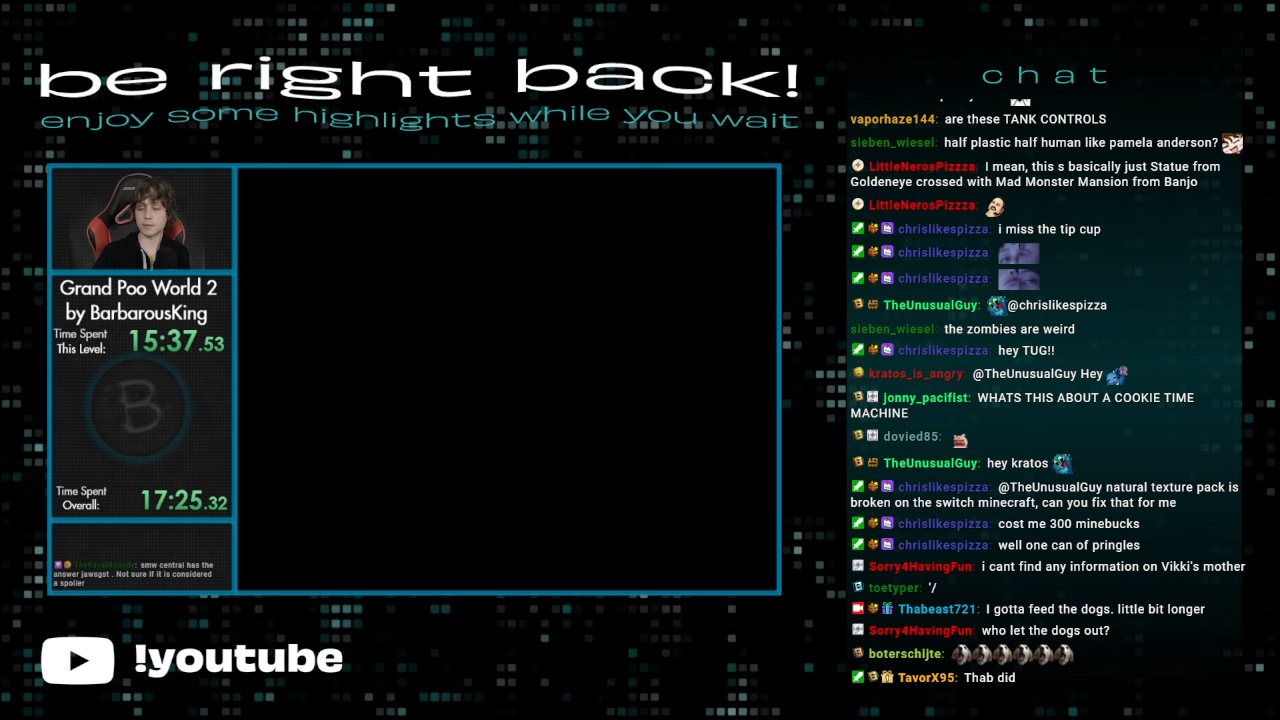 be right back!
enjoy some highlights while you wait
Grand Poo World 2
by BarbarousKing
Time Spent
This Level:
15:37.53
B
Time Spent
Overall:
17:25.32
TheRoyalNobody: smw central has the
answer jawsgst . Not sure if it is considered
a spoiler
!youtube
chat
vaporhaze144: are these TANK CONTROLS
sieben_wiesel: half plastic half human like pamela anderson?
LittleNerosPizzza: I mean, this s basically just Statue from
Goldeneye crossed with Mad Monster Mansion from Banjo
LittleNerosPizzza:
chrislikespizza: i miss the tip cup
chrislikespizza:
chrislikespizza:
TheUnusualGuy: @chrislikespizza
sieben_wiesel: the zombies are weird
chrislikespizza: hey TUG!!
kratos_is_angry: @TheUnusualGuy Hey
jonny_pacifist: WHATS THIS ABOUT A COOKIE TIME
MACHINE
dovied85:
TheUnusualGuy: hey kratos
chrislikespizza: @TheUnusualGuy natural texture pack is
broken on the switch minecraft, can you fix that for me
chrislikespizza: cost me 300 minebucks
chrislikespizza: well one can of pringles
Sorry4HavingFun: i cant find any information on Vikki's mother
toetyper: '/
Thabeast721: I gotta feed the dogs. little bit longer
Sorry4HavingFun: who let the dogs out?
boterschijte:
TavorX95: Thab did